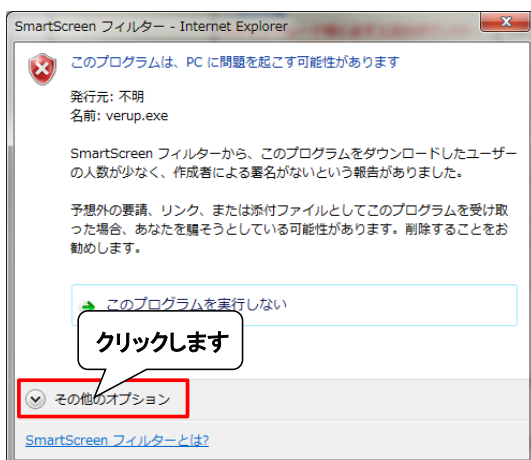 SmartScreen フィルター - Internet Explorer
このプログラムは、PC に問題を起こす可能性があります
発行元: 不明
名前: verup.exe
SmartScreen フィルターから、このプログラムをダウンロードしたユーザー
の人数が少なく、作成者による署名がないという報告がありました。
予想外の要請、リンク、または添付ファイルとしてこのプログラムを受け取
った場合、あなたを騙そうとしている可能性があります。削除することをお
勧めします。
このプログラムを実行しない
クリックします
その他のオプション
SmartScreen フィルターとは?